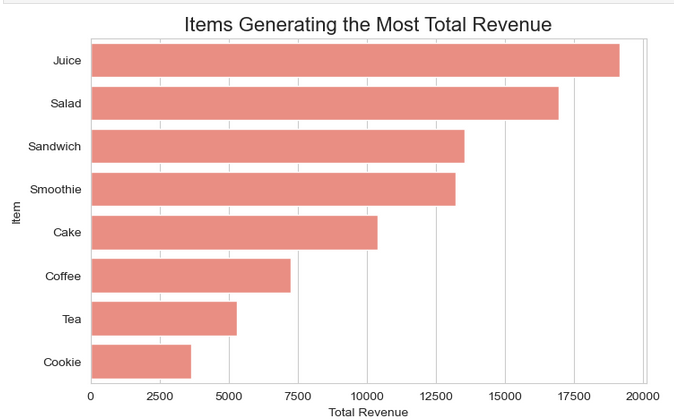 Items Generating the Most Total Revenue
Juice
Salad
Sandwich
Smoothie
Cake
Coffee
Tea
Cookie
Item
0 2500 5000 7500 10000 12500 15000 17500 20000
Total Revenue